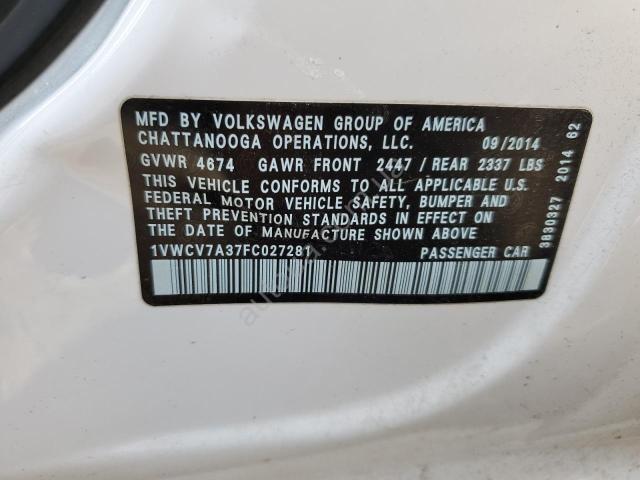 MFD BY VOLKSWAGEN GROUP OF AMERICA
CHATTANOOGA OPERATIONS, LLC. 09/2014
GVWR 4674 GAWR FRONT 2447 / REAR 2337 LBS
THIS VEHICLE CONFORMS TO ALL APPLICABLE U.S.
FEDERAL MOTOR VEHICLE SAFETY, BUMPER AND
THEFT PREVENTION STANDARDS IN EFFECT ON
THE DATE OF MANUFACTURE SHOWN ABOVE
1VWCV7A37FC027281 PASSENGER CAR
3830327 2014 62